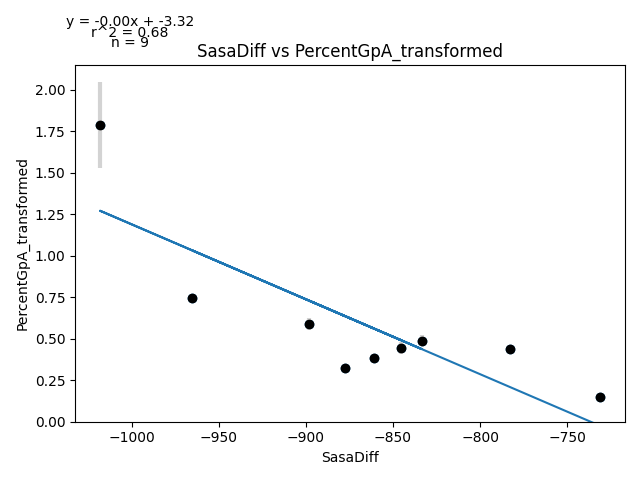 y = -0.00x + -3.32
r^2 = 0.68
n = 9
SasaDiff vs PercentGpA_transformed
2.00
1.75
1.50
1.25
1.00
0.75
0.50
0.25
0.00
PercentGpA_transformed
−1000 −950 −900 −850 −800 −750
SasaDiff